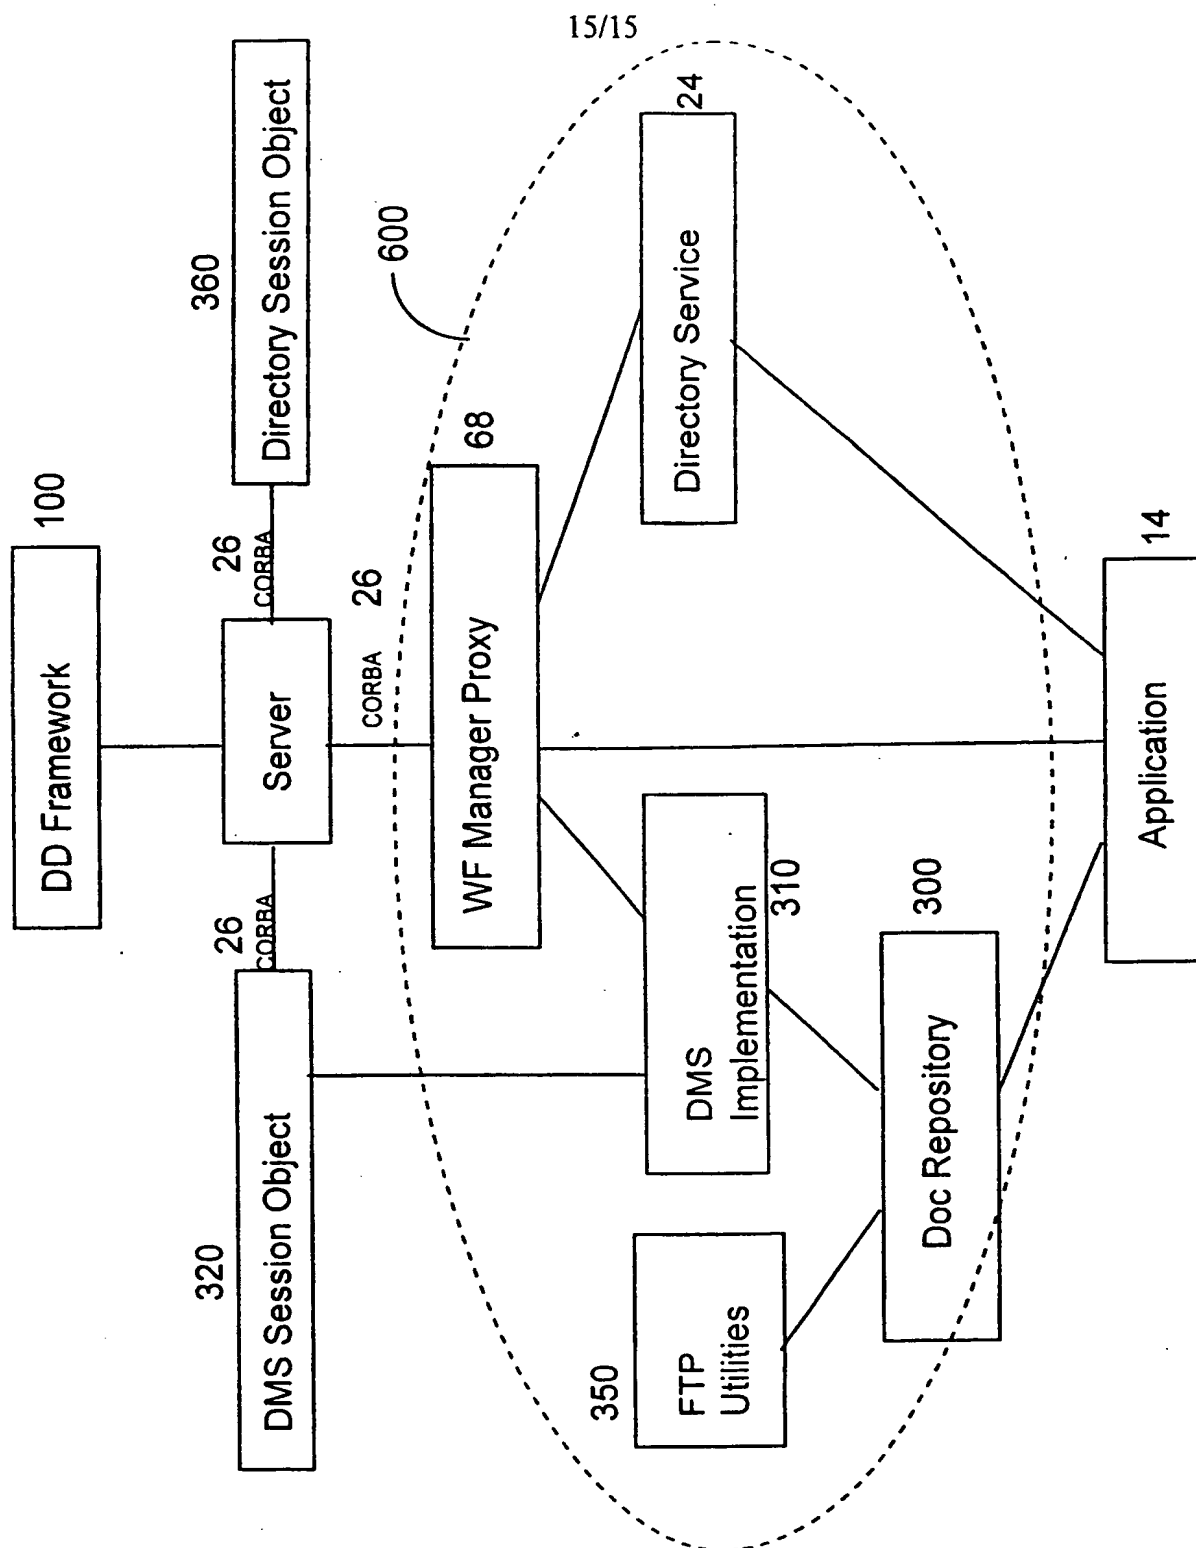 15/15
DD Framework
100
320
DMS Session Object
26
CORBA
Server
26
CORBA
360
Directory Session Object
CORBA
26
600
WF Manager Proxy
68
350
FTP
Utilities
DMS
Implementation
310
Directory Service
24
Doc Repository
300
Application
14